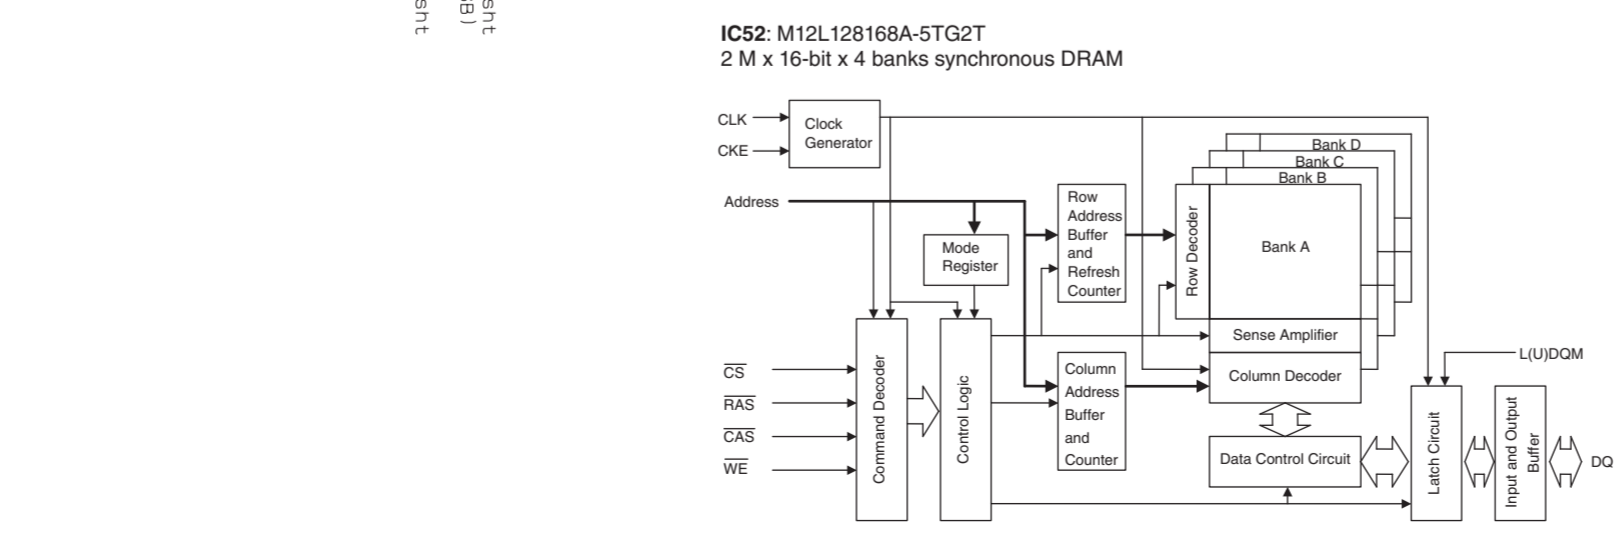 sht
GB)
sht
IC52: M12L128168A-5TG2T
2 M x 16-bit x 4 banks synchronous DRAM
CLK
CKE
Clock
Generator
Address
Mode
Register
Row
Address
Buffer
and
Refresh
Counter
Row Decoder
Bank D
Bank C
Bank B
Bank A
Sense Amplifier
Column Decoder
CS
RAS
CAS
WE
Command Decoder
Control Logic
Column
Address
Buffer
and
Counter
Data Control Circuit
L(U)DQM
Latch Circuit
Input and Output
Buffer
DQ